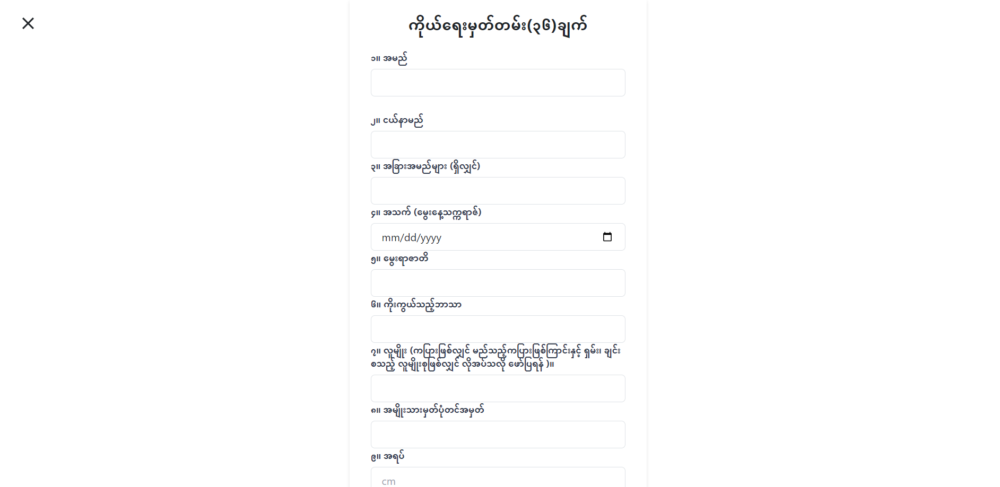 ကိုယ်ရေးမှတ်တမ်း(၃၆)ချက်
၁။ အမည်
၂။ ငယ်နာမည်
၃။ အခြားအမည်များ (ရှိလျှင်)
၄။ အသက် (မွေးနေ့သက္ကရာဇ်)
mm/dd/yyyy
၅။ မွေးရာဇာတိ
၆။ ကိုးကွယ်သည့်ဘာသာ
၇။ လူမျိုး (ကပြားဖြစ်လျှင် မည်သည့်ကပြားဖြစ်ကြာင်းနှင့် ရှမ်း၊ ချင်း
စသည့် လူမျိုးစုဖြစ်လျှင် လိုအပ်သလို ဖော်ပြရန် )။
၈။ အမျိုးသားမှတ်ပုံတင်အမှတ်
၉။ အရပ်
cm